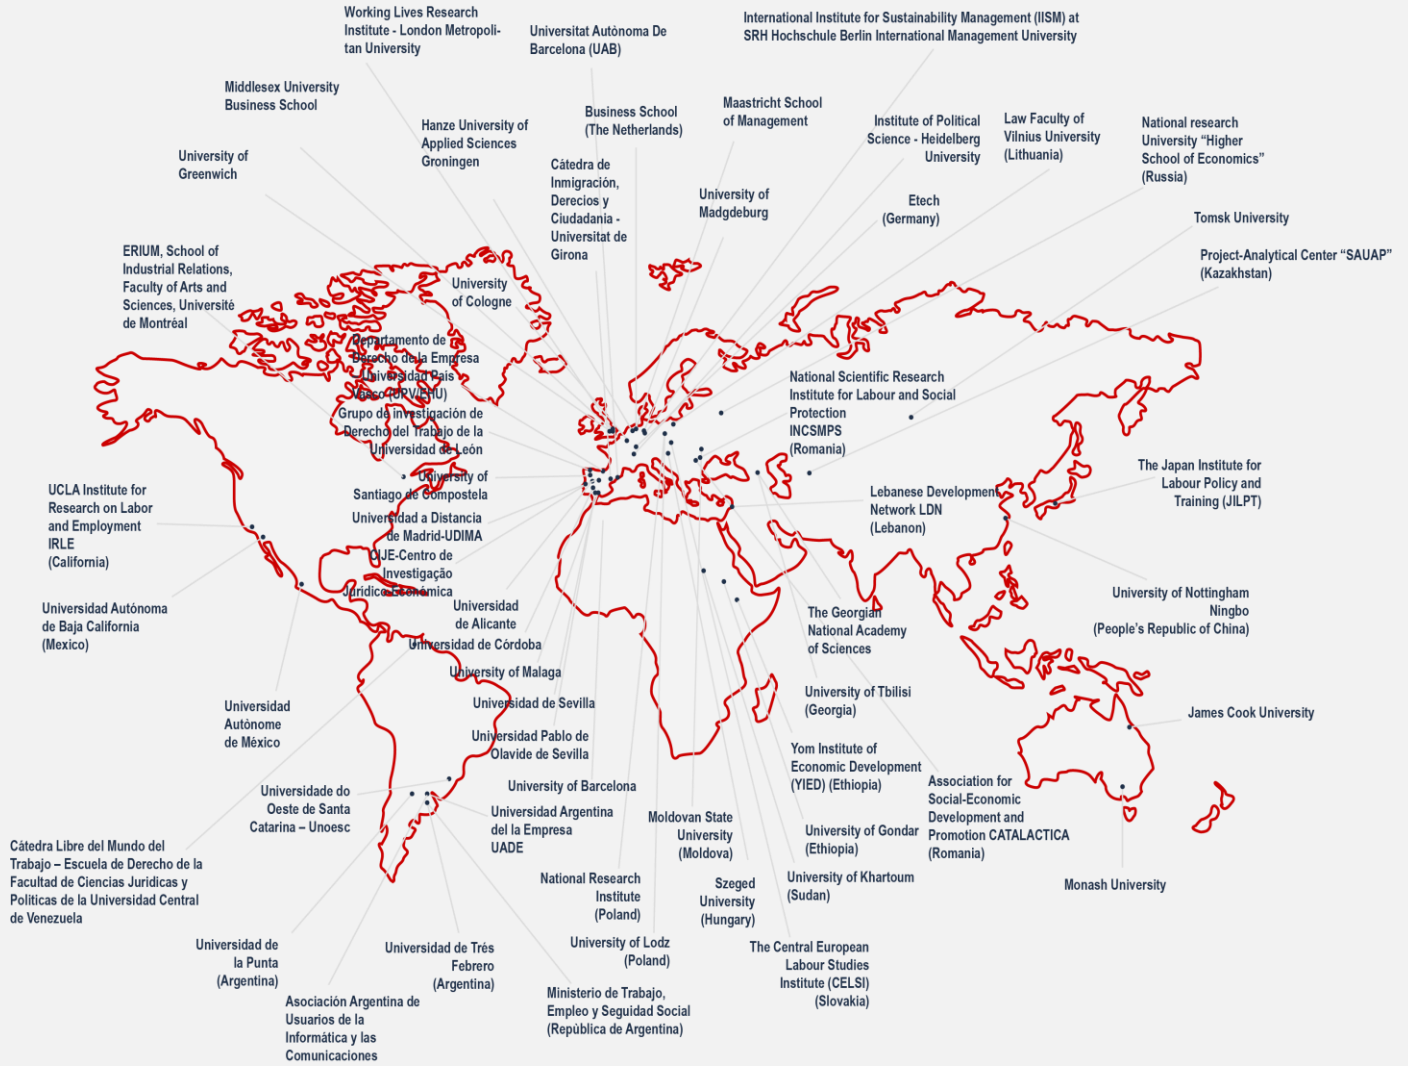 Working Lives Research
Institute - London Metropoli-
tan University
Universitat Autònoma De
Barcelona (UAB)
International Institute for Sustainability Management (IISM) at
SRH Hochschule Berlin International Management University
Middlesex University
Business School
Hanze University of
Applied Sciences
Groningen
Business School
(The Netherlands)
Maastricht School
of Management
Institute of Political
Science - Heidelberg
University
Law Faculty of
Vilnius University
(Lithuania)
National research
University “Higher
School of Economics”
(Russia)
University of
Greenwich
Cátedra de
Inmigración,
Derecios y
Ciudadania -
Universitat de
Girona
University of
Madgdeburg
Etech
(Germany)
Tomsk University
Project-Analytical Center “SAUAP”
(Kazakhstan)
ERIUM, School of
Industrial Relations,
Faculty of Arts and
Sciences, Université
de Montréal
University
of Cologne
Departamento de
Derecho de la Empresa
- Universidad Pais
Vasco (UPV/EHU)
Grupo de investigación de
Derecho del Trabajo de la
Universidad de León
University of
Santiago de Compostela
Universidad a Distancia
de Madrid-UDIMA
CIJE-Centro de
Investigação
Jurídico-Económica
Universidad
de Alicante
Universidad de Córdoba
University of Malaga
Universidad de Sevilla
Universidad Pablo de
Olavide de Sevilla
University of Barcelona
National Scientific Research
Institute for Labour and Social
Protection
INCSMPS
(Romania)
Lebanese Development
Network LDN
(Lebanon)
The Japan Institute for
Labour Policy and
Training (JILPT)
UCLA Institute for
Research on Labor
and Employment
IRLE
(California)
Universidad Autónoma
de Baja California
(Mexico)
Universidad
Autónome
de México
University of Nottingham
Ningbo
(People’s Republic of China)
The Georgian
National Academy
of Sciences
University of Tbilisi
(Georgia)
James Cook University
Yom Institute of
Economic Development
(YIED) (Ethiopia)
Association for
Social-Economic
Development and
Promotion CATALACTICA
(Romania)
Universidade do
Oeste de Santa
Catarina – Unoesc
Universidad Argentina
del la Empresa
UADE
Moldovan State
University
(Moldova)
University of Gondar
(Ethiopia)
Cátedra Libre del Mundo del
Trabajo – Escuela de Derecho de la
Facultad de Ciencias Juridicas y
Politicas de la Universidad Central
de Venezuela
National Research
Institute
(Poland)
Szeged
University
(Hungary)
University of Khartoum
(Sudan)
Monash University
Universidad de
la Punta
(Argentina)
Universidad de Trés
Febrero
(Argentina)
University of Lodz
(Poland)
The Central European
Labour Studies
Institute (CELSI)
(Slovakia)
Asociación Argentina de
Usuarios de la
Informática y las
Comunicaciones
Ministerio de Trabajo,
Empleo y Seguidad Social
(Repùblica de Argentina)